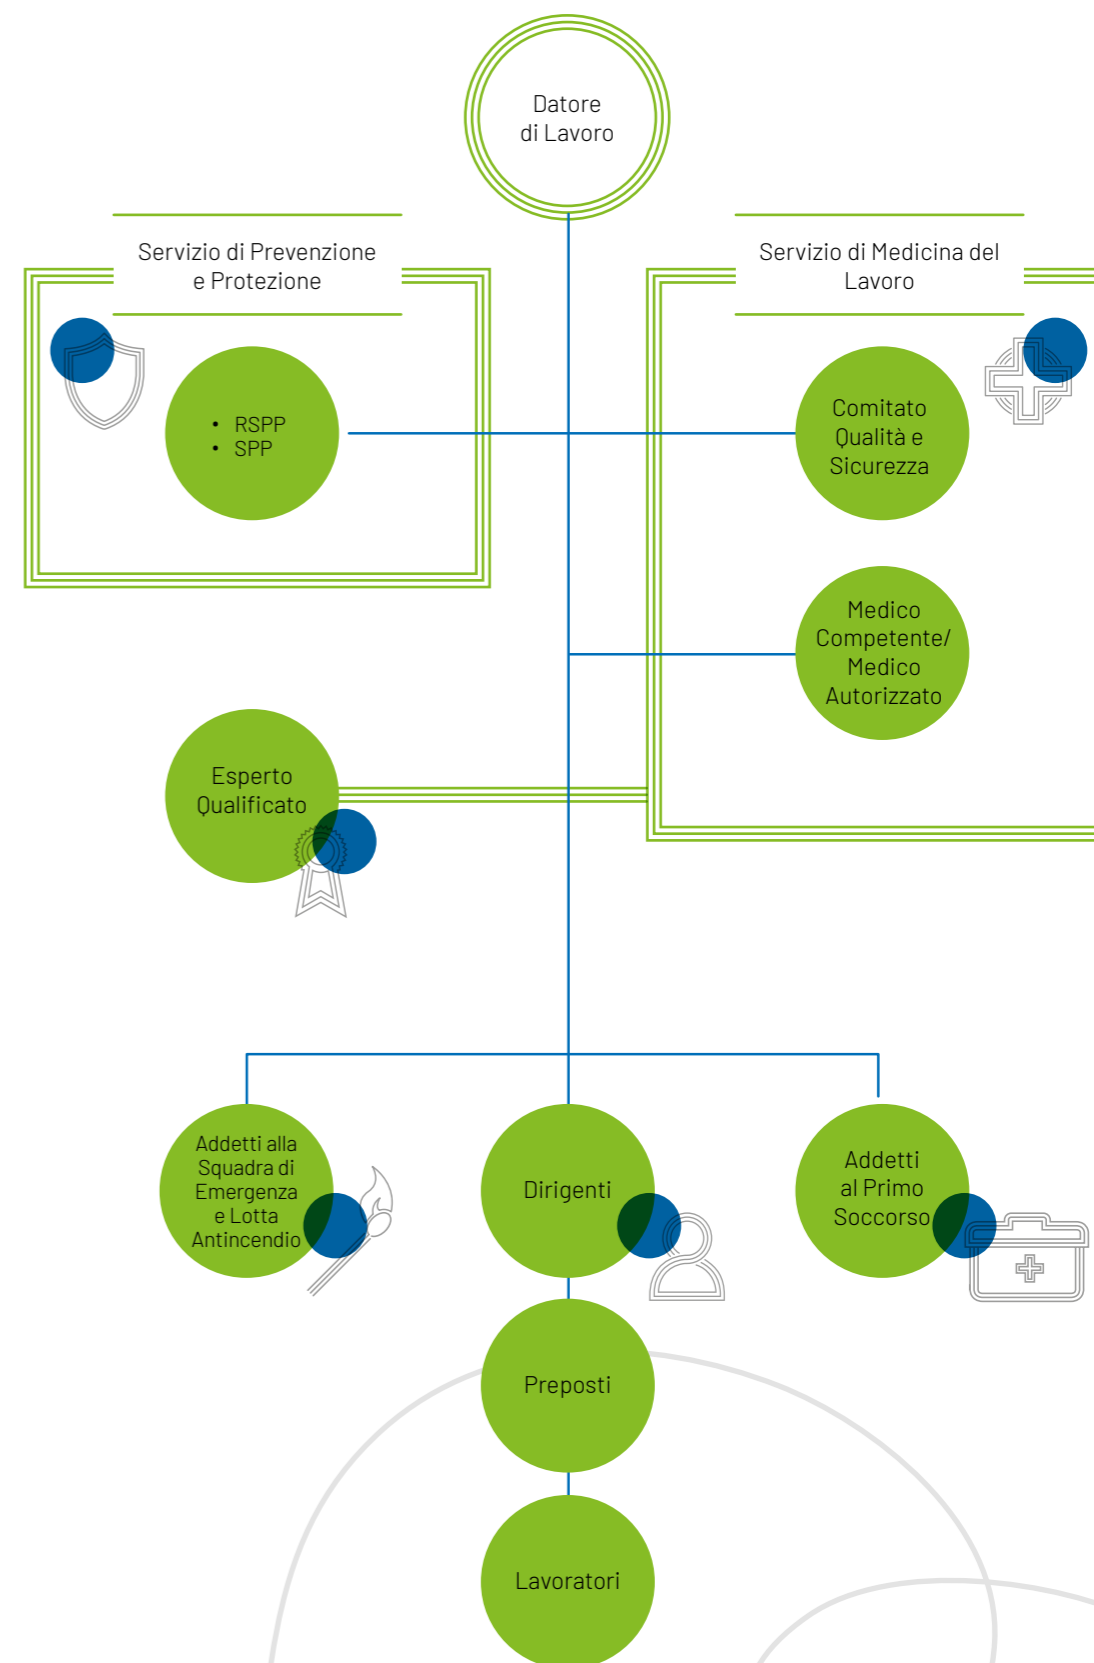 Datore
di Lavoro
Servizio di Prevenzione
e Protezione
Servizio di Medicina del
Lavoro
• RSPP
• SPP
Comitato
Qualità e
Sicurezza
Medico
Competente/
Medico
Autorizzato
Esperto
Qualificato
Addetti alla
Squadra di
Emergenza
e Lotta
Antincendio
Dirigenti
Addetti
al Primo
Soccorso
Preposti
Lavoratori